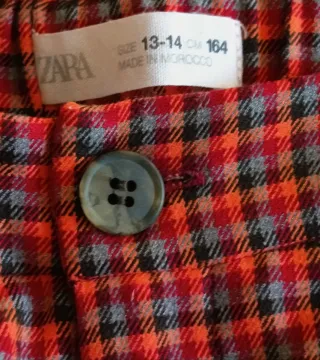 ZARA
SIZE 13-14 CM 164
MADE IN MOROCCO